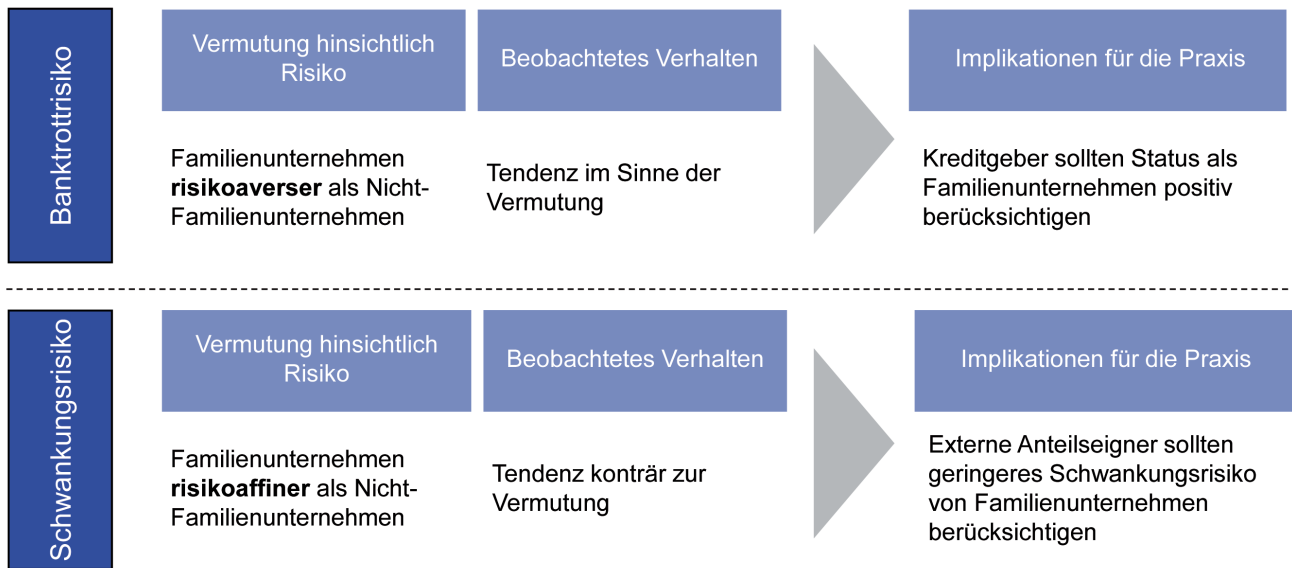 Banktrottrisiko
Vermutung hinsichtlich
Risiko
Beobachtetes Verhalten
Implikationen für die Praxis
Familienunternehmen
risikoaverser als Nicht-
Familienunternehmen
Tendenz im Sinne der
Vermutung
Kreditgeber sollten Status als
Familienunternehmen positiv
berücksichtigen
Schwankungsrisiko
Vermutung hinsichtlich
Risiko
Beobachtetes Verhalten
Implikationen für die Praxis
Familienunternehmen
risikoaffiner als Nicht-
Familienunternehmen
Tendenz konträr zur
Vermutung
Externe Anteilseigner sollten
geringeres Schwankungsrisiko
von Familienunternehmen
berücksichtigen